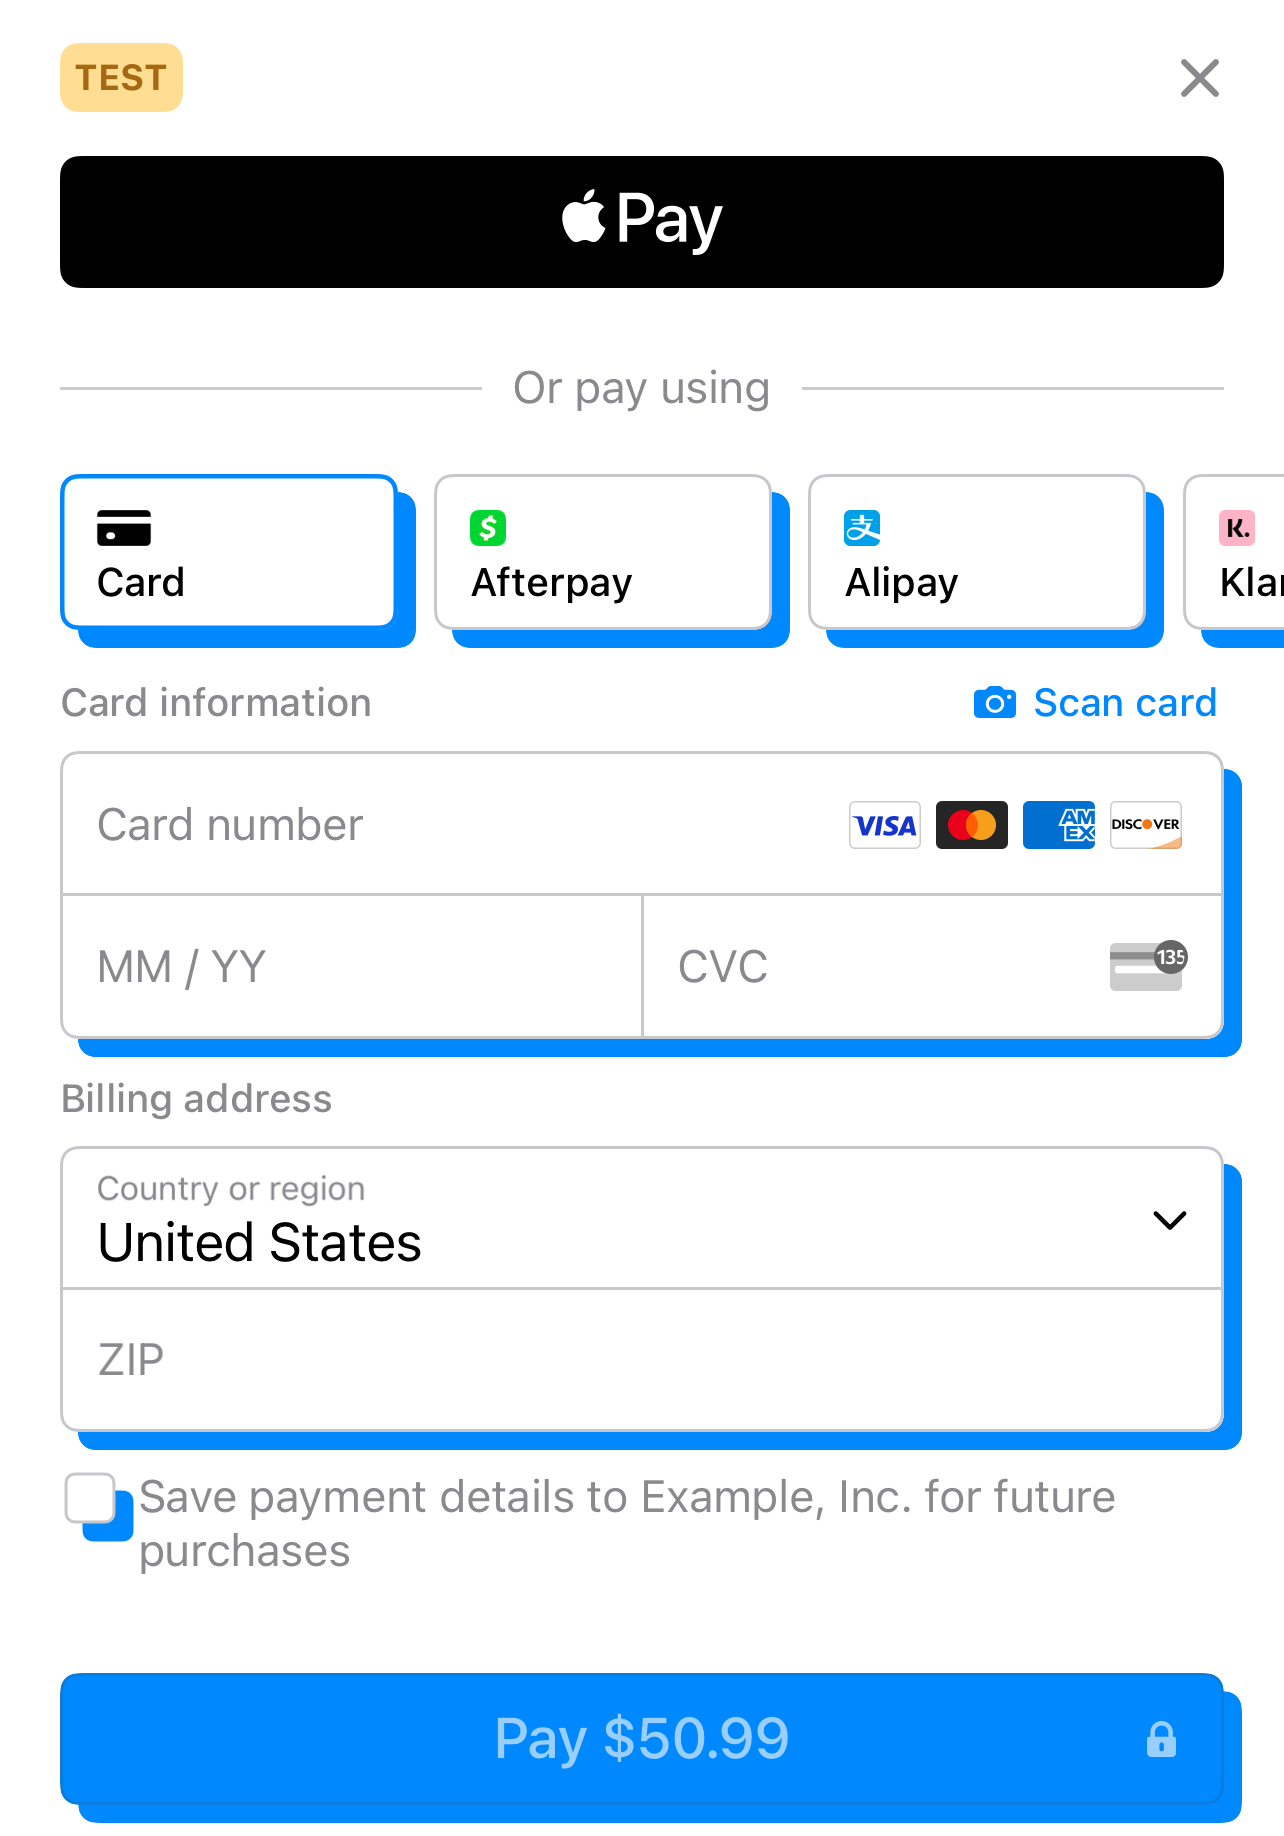 TEST
Pay
Or pay using
Card
$
Afterpay
支
Alipay
K.
Klar
Card information
Scan card
Card number
VISA
AM
EX
DISCOVER
MM / YY
CVC
135
Billing address
Country or region
United States
ZIP
Save payment details to Example, Inc. for future
purchases
Pay $50.99